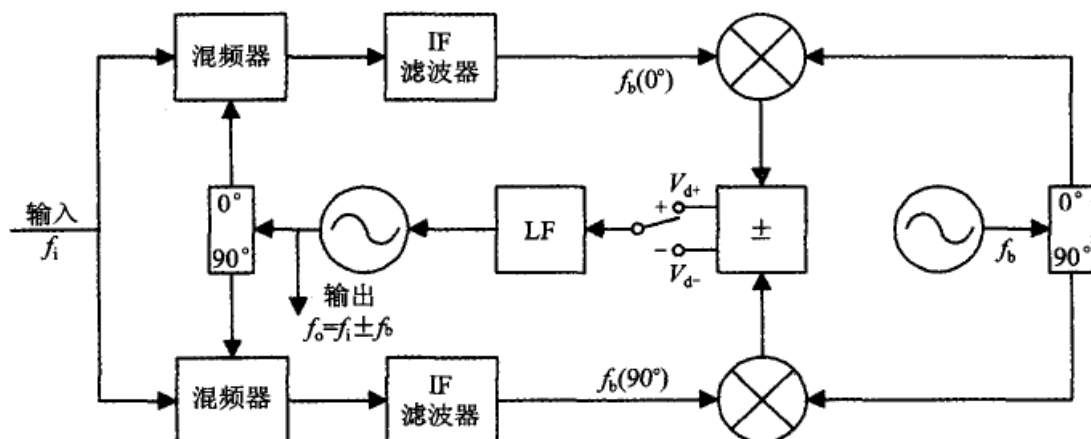 混频器
IF
滤波器
f_b(0°)
输入
f_i
0°
90°
输出
f_o=f_i±f_b
LF
V_d+
+
−
V_d−
±
f_b
0°
90°
混频器
IF
滤波器
f_b(90°)